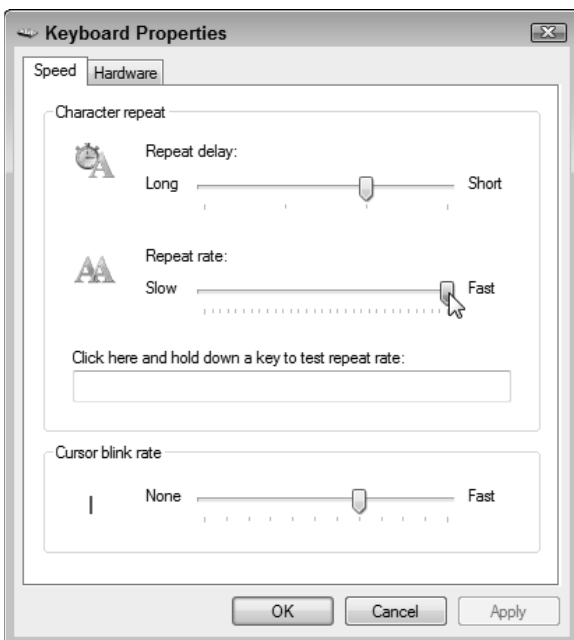 Keyboard Properties
Speed Hardware
Character repeat
Repeat delay:
Long Short
Repeat rate:
Slow Fast
Click here and hold down a key to test repeat rate:
Cursor blink rate
None Fast
OK Cancel Apply